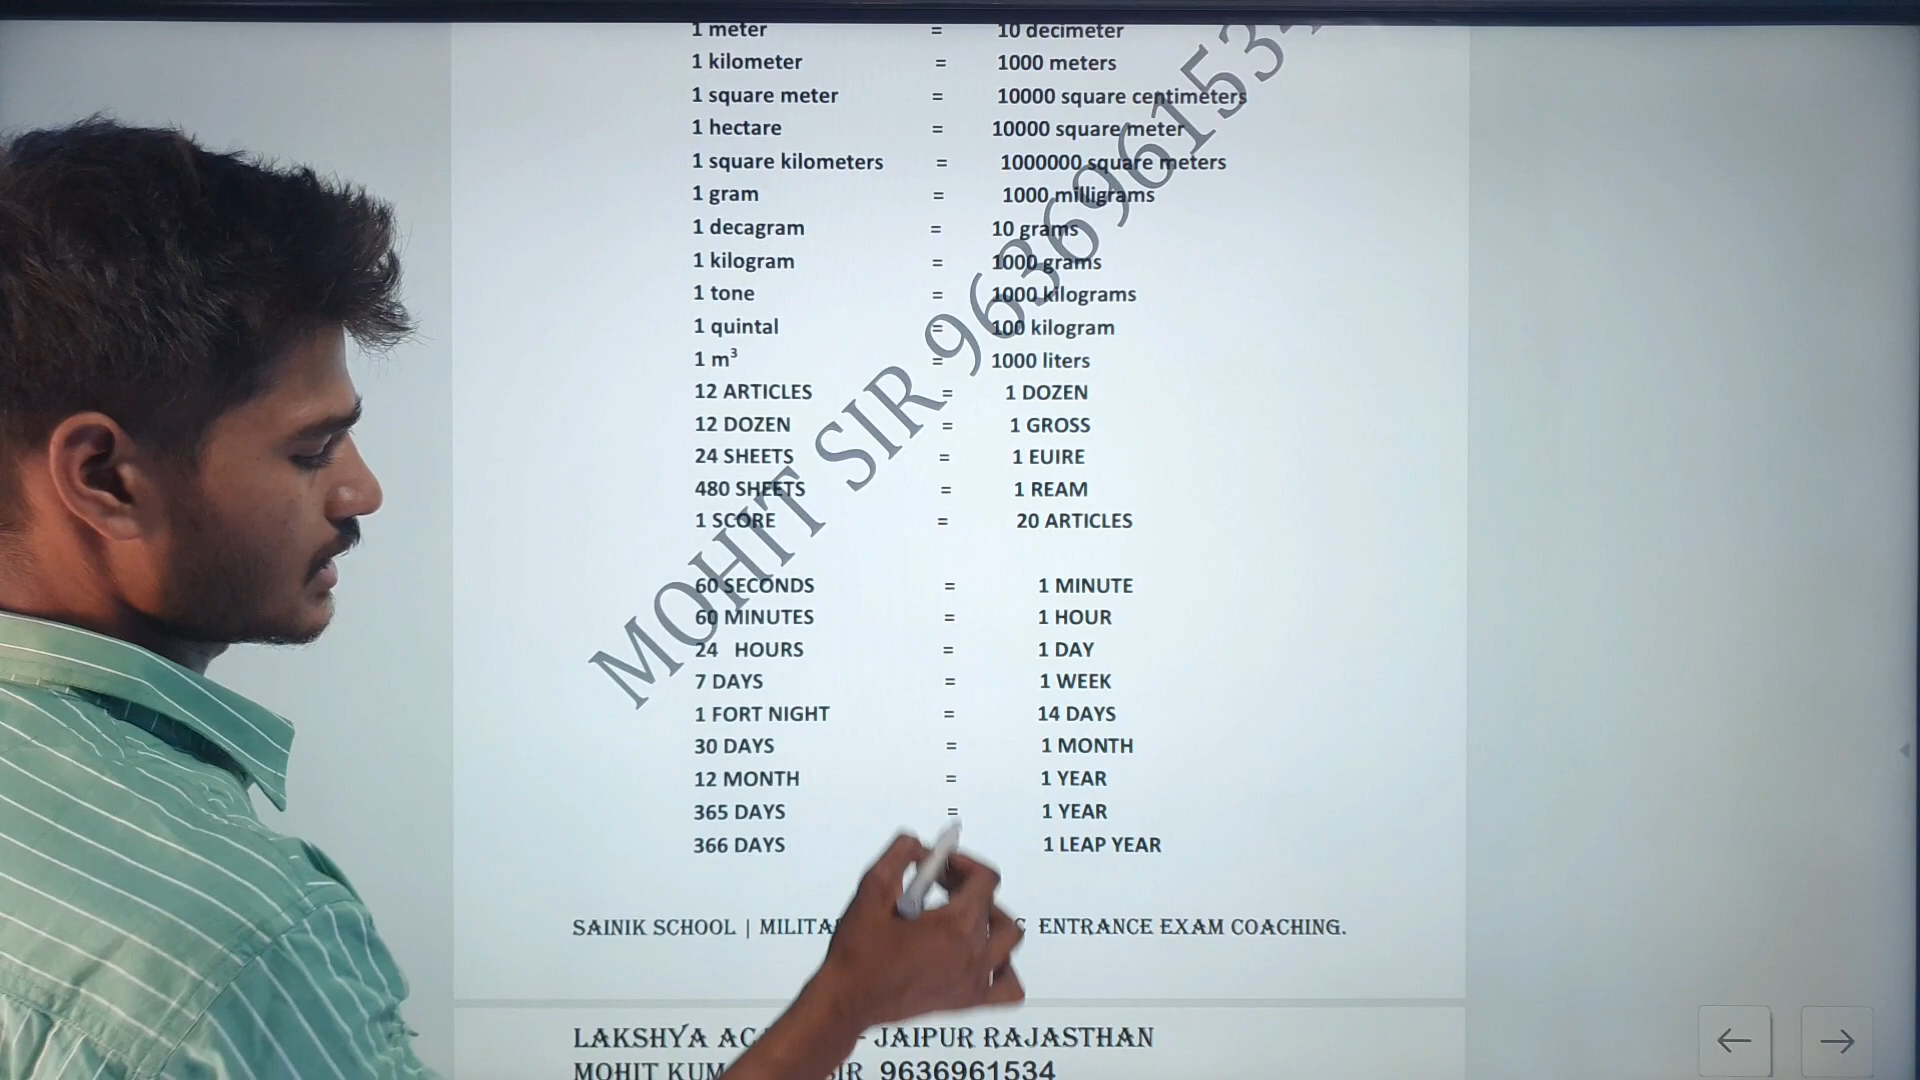 1 meter = 10 decimeter
1 kilometer = 1000 meters
1 square meter = 10000 square centimeters
1 hectare = 10000 square meter
1 square kilometers = 1000000 square meters
1 gram = 1000 milligrams
1 decagram = 10 grams
1 kilogram = 1000 grams
1 tone = 1000 kilograms
1 quintal = 100 kilogram
1 m³ = 1000 liters
12 ARTICLES = 1 DOZEN
12 DOZEN = 1 GROSS
24 SHEETS = 1 EUIRE
480 SHEETS = 1 REAM
1 SCORE = 20 ARTICLES
60 SECONDS = 1 MINUTE
60 MINUTES = 1 HOUR
24 HOURS = 1 DAY
7 DAYS = 1 WEEK
1 FORT NIGHT = 14 DAYS
30 DAYS = 1 MONTH
12 MONTH = 1 YEAR
365 DAYS = 1 YEAR
366 DAYS 1 LEAP YEAR
MOHIT SIR 9636961534
SAINIK SCHOOL | ENTRANCE EXAM COACHING.
LAKSHYA - JAIPUR RAJASTHAN
MOHIT 9636961534